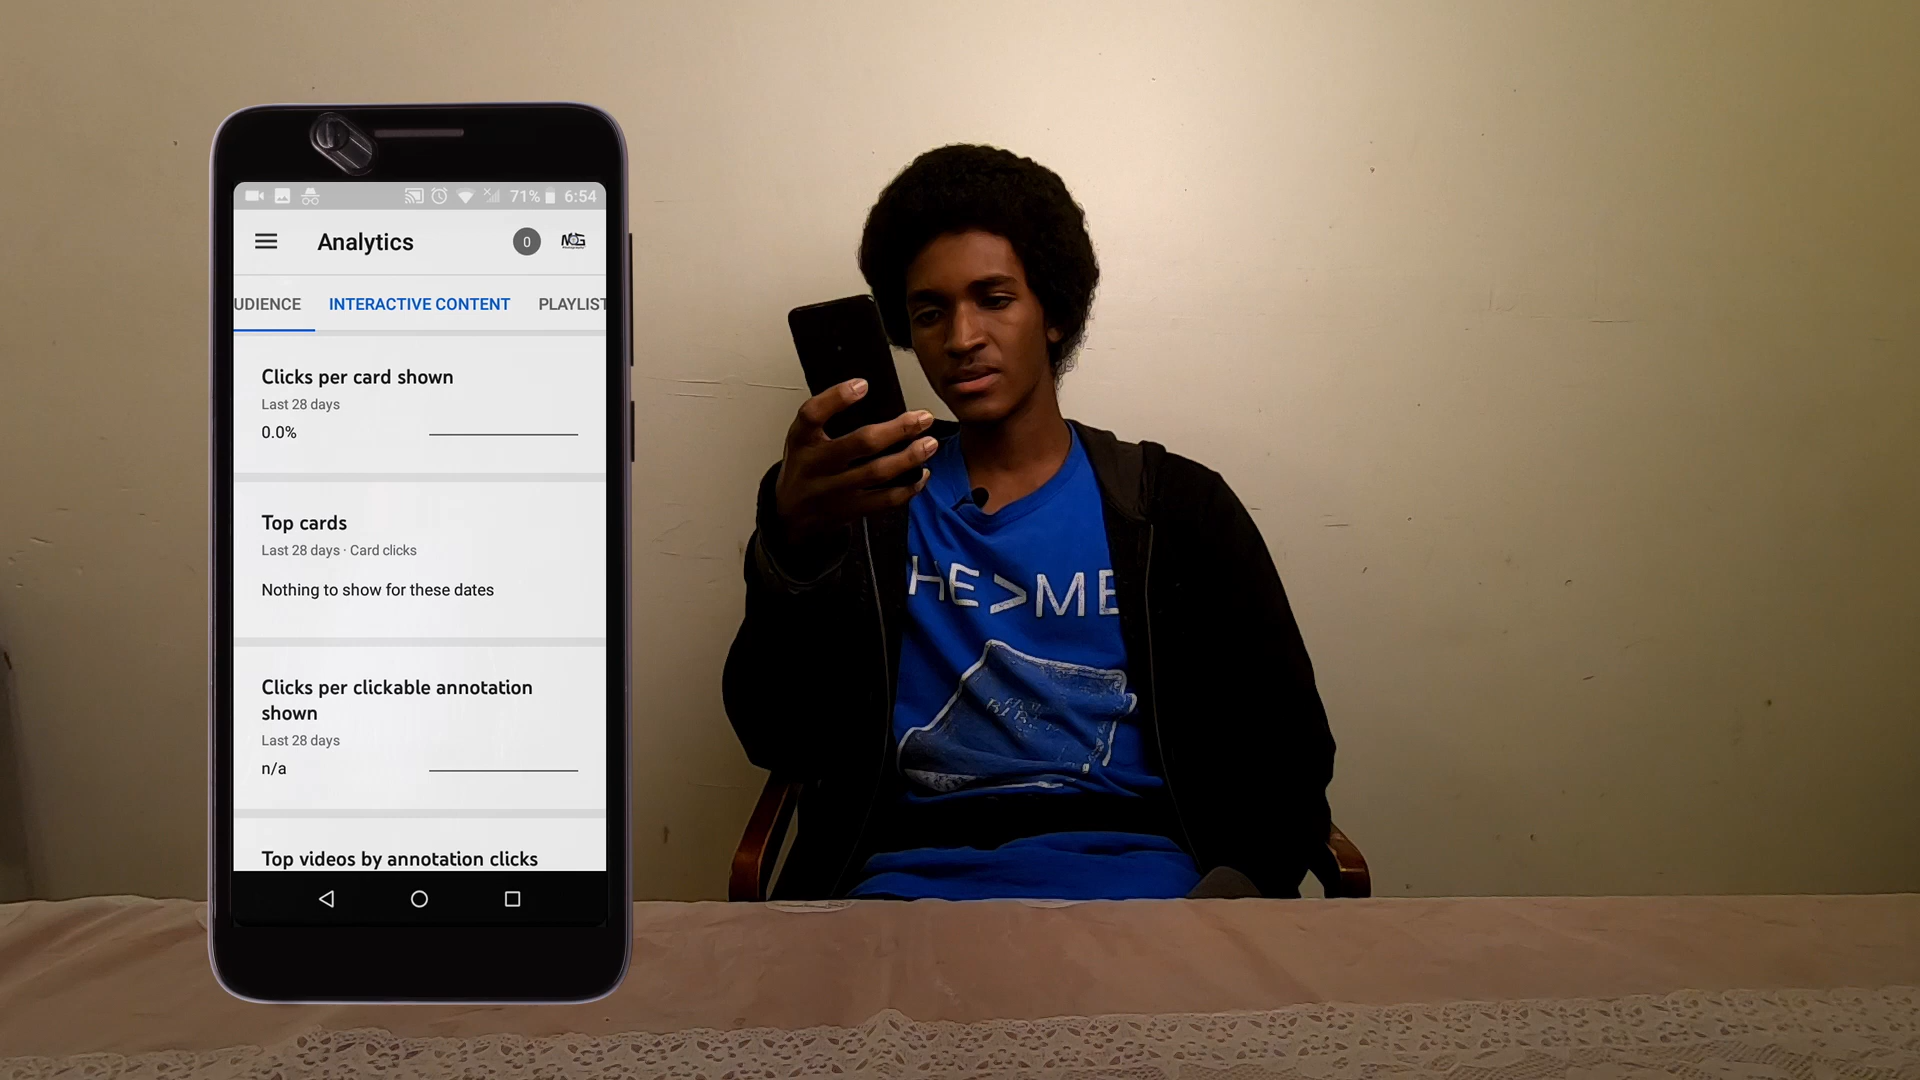 71% 6:54
Analytics
0
UDIENCE INTERACTIVE CONTENT PLAYLIST
Clicks per card shown
Last 28 days
0.0%
Top cards
Last 28 days · Card clicks
Nothing to show for these dates
Clicks per clickable annotation
shown
Last 28 days
n/a
Top videos by annotation clicks
HE>ME